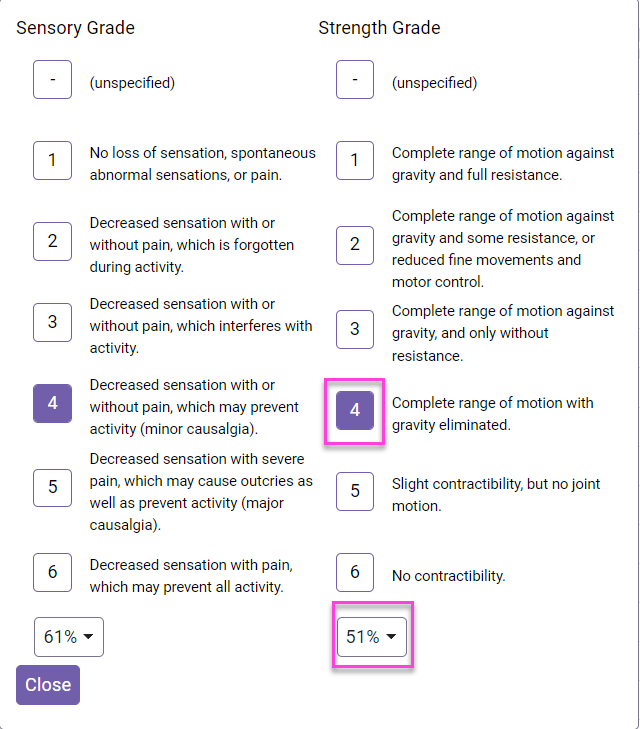 Sensory Grade
- (unspecified)
1 No loss of sensation, spontaneous
abnormal sensations, or pain.
2 Decreased sensation with or
without pain, which is forgotten
during activity.
3 Decreased sensation with or
without pain, which interferes with
activity.
4 Decreased sensation with or
without pain, which may prevent
activity (minor causalgia).
5 Decreased sensation with severe
pain, which may cause outcries as
well as prevent activity (major
causalgia).
6 Decreased sensation with pain,
which may prevent all activity.
61%
Close
Strength Grade
- (unspecified)
1 Complete range of motion against
gravity and full resistance.
2 Complete range of motion against
gravity and some resistance, or
reduced fine movements and
motor control.
3 Complete range of motion against
gravity, and only without
resistance.
4 Complete range of motion with
gravity eliminated.
5 Slight contractibility, but no joint
motion.
6 No contractibility.
51%